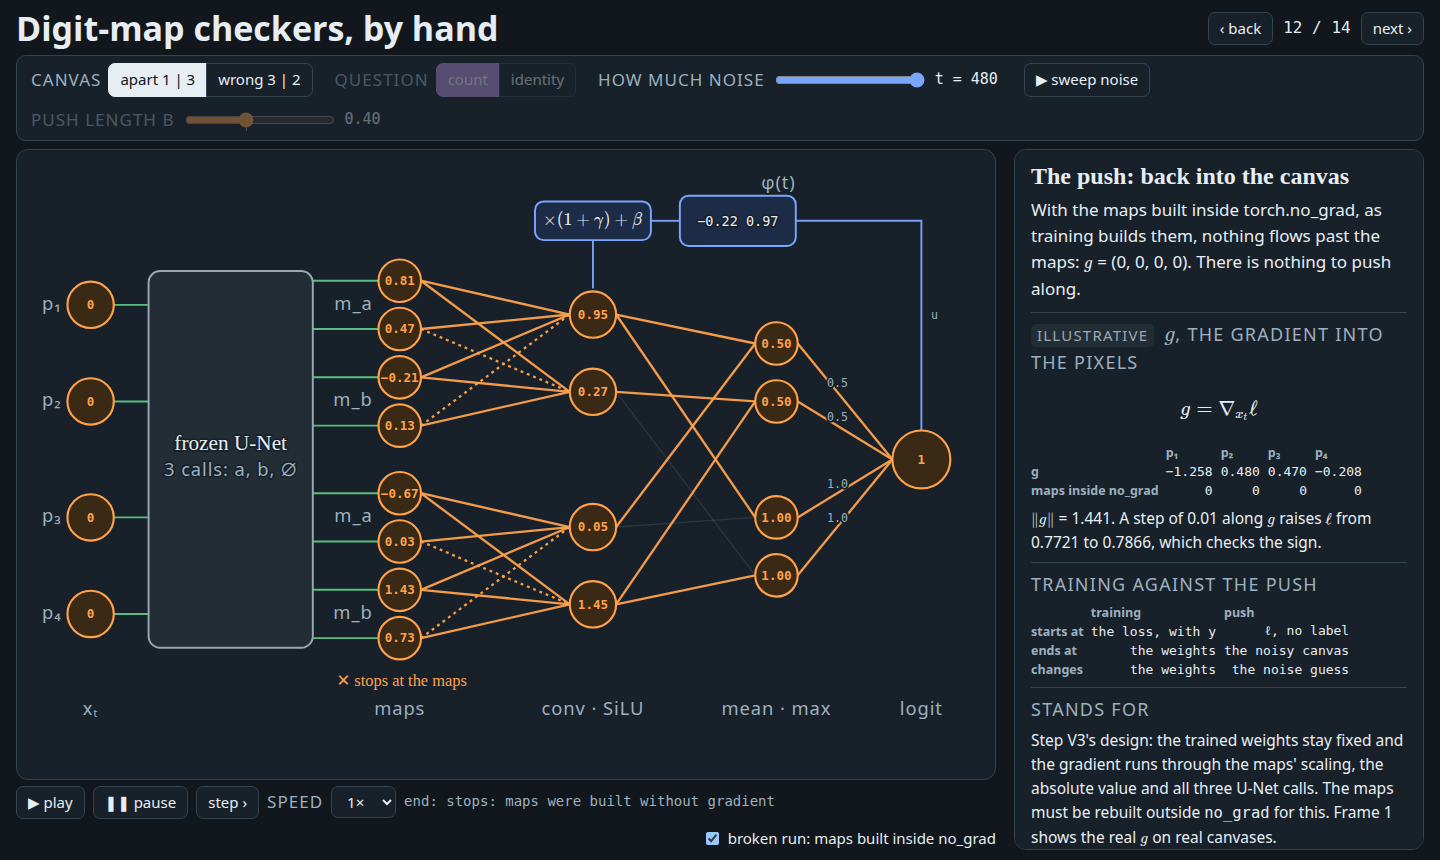 Digit-map checkers, by hand
‹ back 12 / 14 next ›
CANVAS apart 1 | 3 wrong 3 | 2 QUESTION count identity HOW MUCH NOISE t = 480 ▶ sweep noise
PUSH LENGTH B 0.40
φ(t)
×(1 + γ) + β −0.22 0.97
p₁ 0
p₂ 0
p₃ 0
p₄ 0
frozen U-Net
3 calls: a, b, ∅
m_a
m_b
m_a
m_b
0.81
0.47
−0.21
0.13
−0.67
0.03
1.43
0.73
0.95
0.27
0.05
1.45
0.50
0.50
1.00
1.00
0.5
0.5
1.0
1.0
u
1
✕ stops at the maps
xₜ maps conv · SiLU mean · max logit
▶ play ❚❚ pause step › SPEED 1× end: stops: maps were built without gradient
broken run: maps built inside no_grad
The push: back into the canvas
With the maps built inside torch.no_grad, as
training builds them, nothing flows past the
maps: g = (0, 0, 0, 0). There is nothing to push
along.
ILLUSTRATIVE g, THE GRADIENT INTO
THE PIXELS
g = ∇ₓₜℓ
p₁ p₂ p₃ p₄
g −1.258 0.480 0.470 −0.208
maps inside no_grad 0 0 0 0
‖g‖ = 1.441. A step of 0.01 along g raises ℓ from
0.7721 to 0.7866, which checks the sign.
TRAINING AGAINST THE PUSH
training push
starts at the loss, with y ℓ, no label
ends at the weights the noisy canvas
changes the weights the noise guess
STANDS FOR
Step V3's design: the trained weights stay fixed and
the gradient runs through the maps' scaling, the
absolute value and all three U-Net calls. The maps
must be rebuilt outside no_grad for this. Frame 1
shows the real g on real canvases.